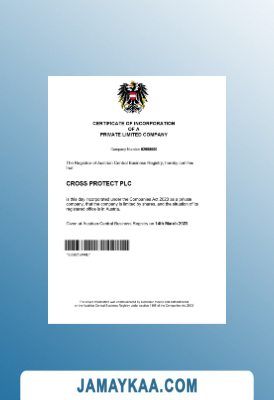 CERTIFICATE OF INCORPORATION
OF A
PRIVATE LIMITED COMPANY
Company Number
The Registrar of Austrian Central Business Registry, hereby certifies
that
CROSS PROTECT PLC
is this day incorporated under the Companies Act 2023 as a private
company, that the company is limited by shares, and the situation of its
registered office is in Austria.
Given at Austrian Central Business Registry on 14th March 2023
JAMAYKAA.COM